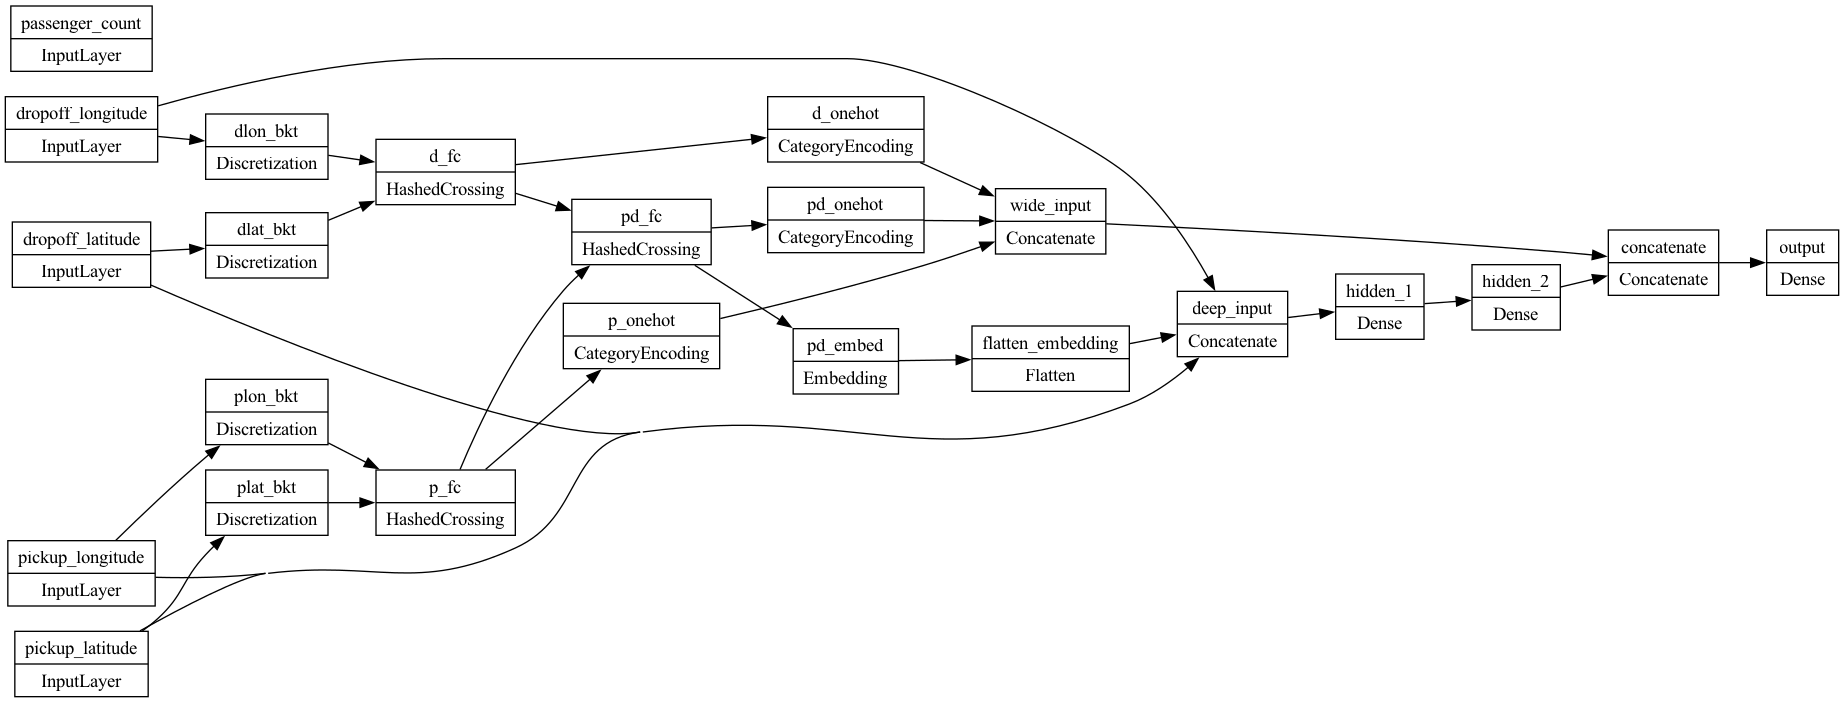 passenger_count
InputLayer
dropoff_longitude
InputLayer
dropoff_latitude
InputLayer
pickup_longitude
InputLayer
pickup_latitude
InputLayer
dlon_bkt
Discretization
dlat_bkt
Discretization
plon_bkt
Discretization
plat_bkt
Discretization
d_fc
HashedCrossing
p_fc
HashedCrossing
pd_fc
HashedCrossing
p_onehot
CategoryEncoding
d_onehot
CategoryEncoding
pd_onehot
CategoryEncoding
pd_embed
Embedding
wide_input
Concatenate
flatten_embedding
Flatten
deep_input
Concatenate
hidden_1
Dense
hidden_2
Dense
concatenate
Concatenate
output
Dense